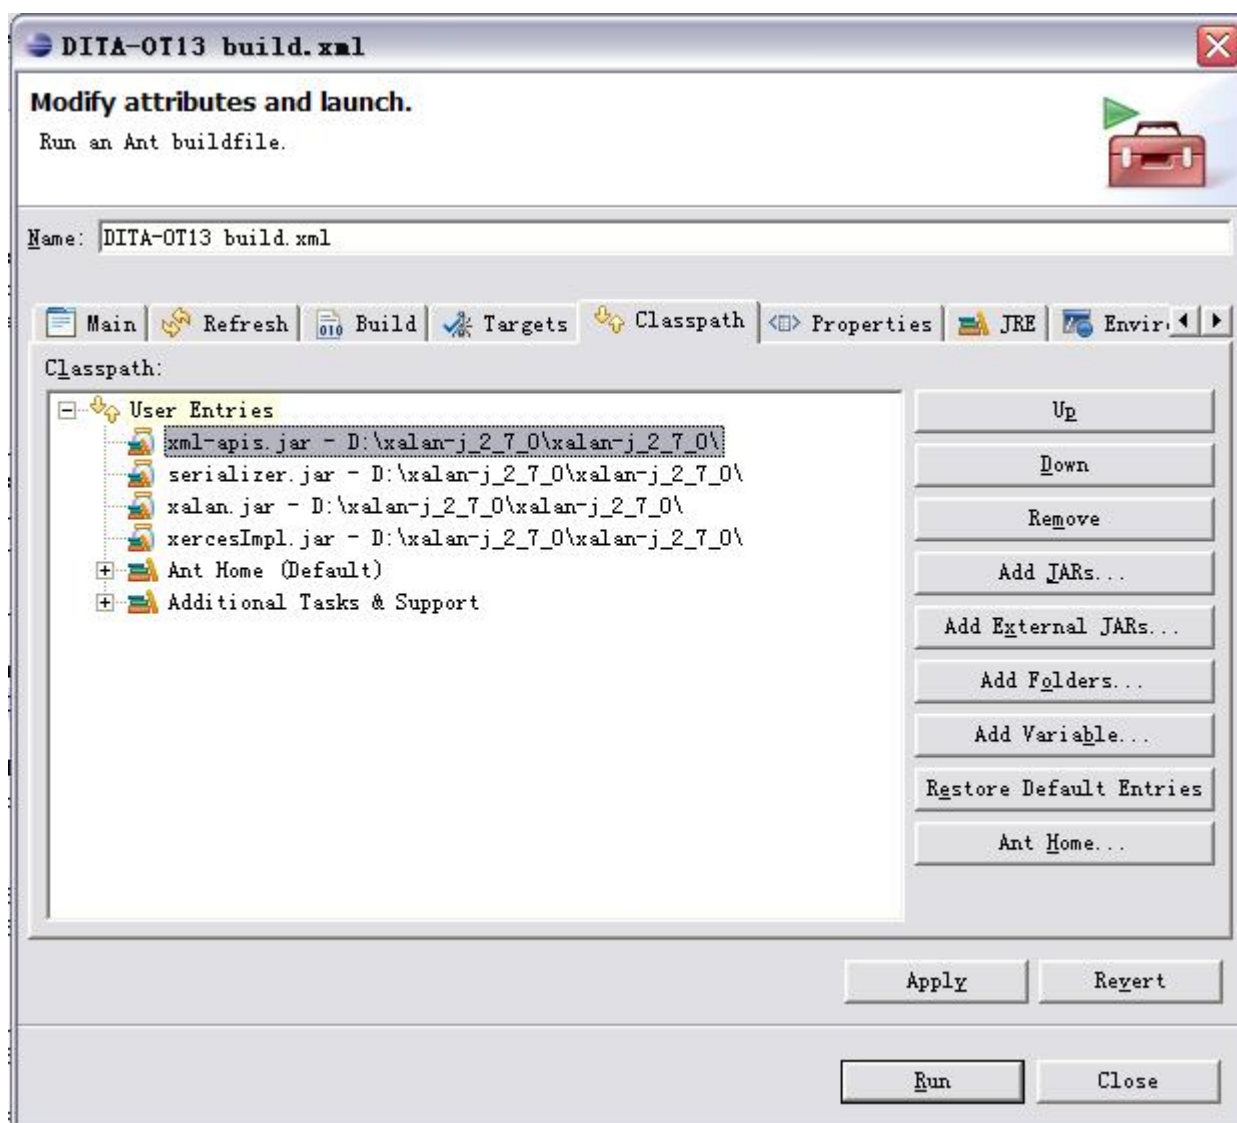 DITA-OT13 build.xml
Modify attributes and launch.
Run an Ant buildfile.
Name: DITA-OT13 build.xml
Main Refresh Build Targets Classpath Properties JRE Envir
Classpath:
User Entries
xml-apis.jar - D:\xalan-j_2_7_0\xalan-j_2_7_0\
serializer.jar - D:\xalan-j_2_7_0\xalan-j_2_7_0\
xalan.jar - D:\xalan-j_2_7_0\xalan-j_2_7_0\
xercesImpl.jar - D:\xalan-j_2_7_0\xalan-j_2_7_0\
Ant Home (Default)
Additional Tasks & Support
Up
Down
Remove
Add JARs...
Add External JARs...
Add Folders...
Add Variable...
Restore Default Entries
Ant Home...
Apply Revert
Run Close